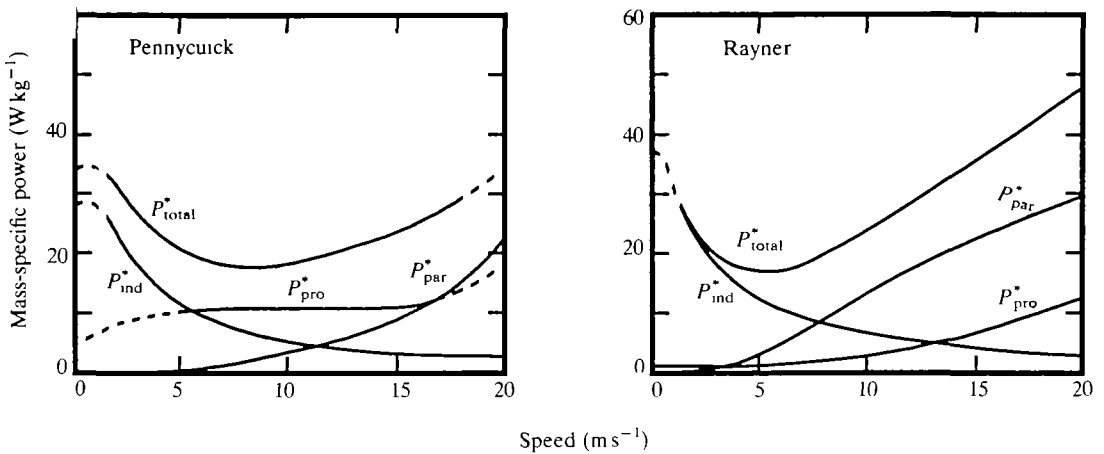 Pennycuick
Mass-specific power (W kg⁻¹)
40
20
0
P*total
P*ind
P*pro
P*par
0 5 10 15 20
Rayner
60
40
20
0
P*total
P*ind
P*par
P*pro
0 5 10 15 20
Speed (m s⁻¹)